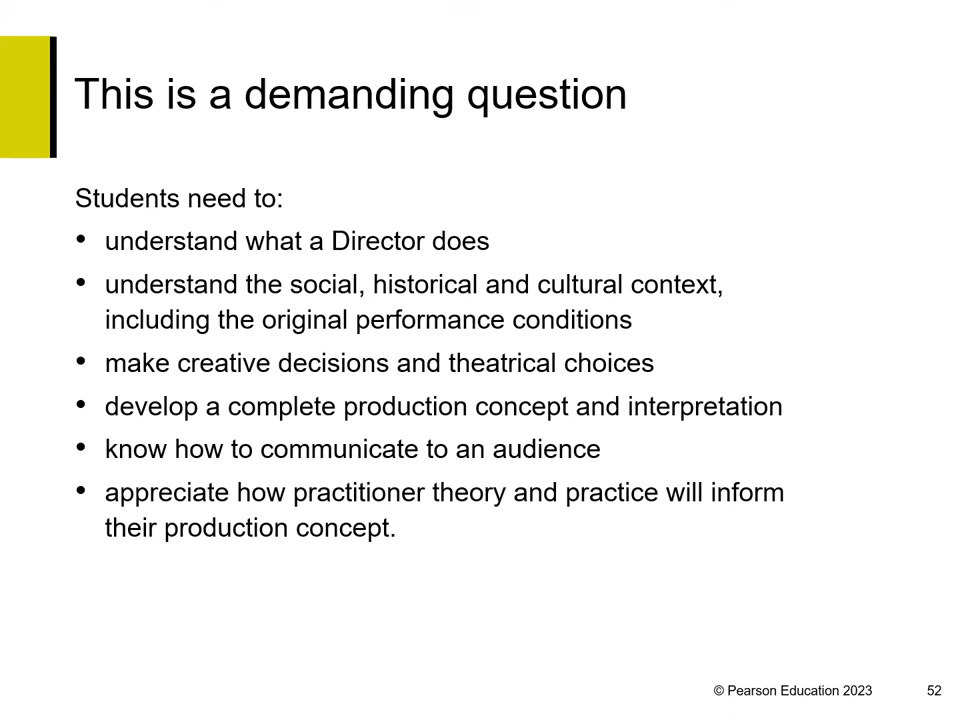 This is a demanding question
Students need to:
• understand what a Director does
• understand the social, historical and cultural context,
including the original performance conditions
• make creative decisions and theatrical choices
• develop a complete production concept and interpretation
• know how to communicate to an audience
• appreciate how practitioner theory and practice will inform
their production concept.
© Pearson Education 2023 52